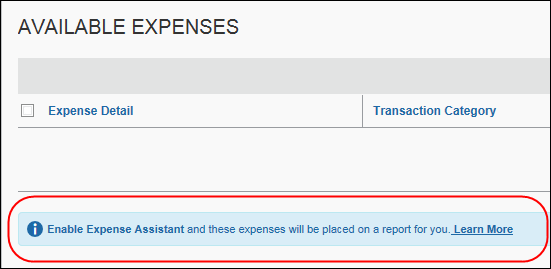 AVAILABLE EXPENSES
Expense Detail Transaction Category
Enable Expense Assistant and these expenses will be placed on a report for you. Learn More